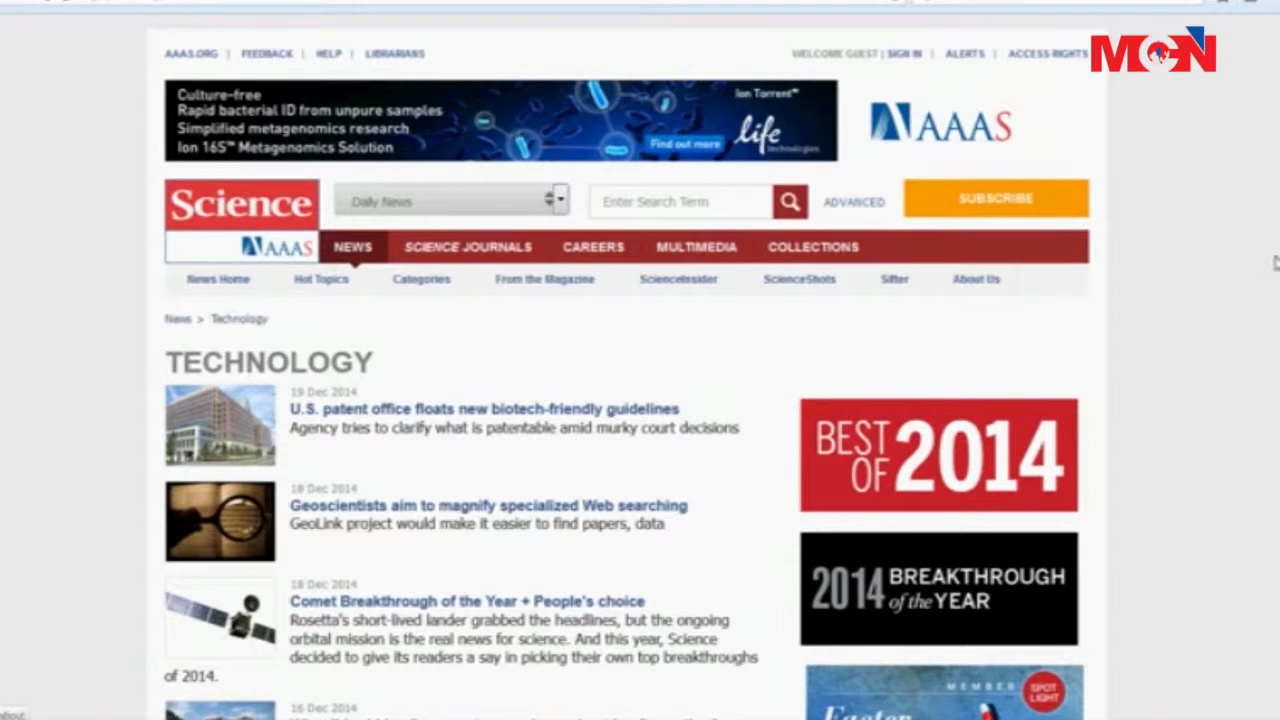 AAAS.ORG | FEEDBACK | HELP | LIBRARIANS
WELCOME GUEST | SIGN IN | ALERTS | ACCESS RIGHTS
MCN
Culture-free
Rapid bacterial ID from unpure samples
Simplified metagenomics research
Ion 16S™ Metagenomics Solution
Ion Torrent™
life
technologies
Find out more
AAAS
Science
AAAS
Daily News
Enter Search Term
ADVANCED
SUBSCRIBE
NEWS SCIENCE JOURNALS CAREERS MULTIMEDIA COLLECTIONS
News Home Hot Topics Categories From the Magazine ScienceInsider ScienceShots Sifter About Us
News > Technology
TECHNOLOGY
19 Dec 2014
U.S. patent office floats new biotech-friendly guidelines
Agency tries to clarify what is patentable amid murky court decisions
18 Dec 2014
Geoscientists aim to magnify specialized Web searching
GeoLink project would make it easier to find papers, data
18 Dec 2014
Comet Breakthrough of the Year + People's choice
Rosetta's short-lived lander grabbed the headlines, but the ongoing
orbital mission is the real news for science. And this year, Science
decided to give its readers a say in picking their own top breakthroughs
of 2014.
16 Dec 2014
BEST
OF 2014
2014 BREAKTHROUGH
of the YEAR
MEMBER
SPOT
LIGHT